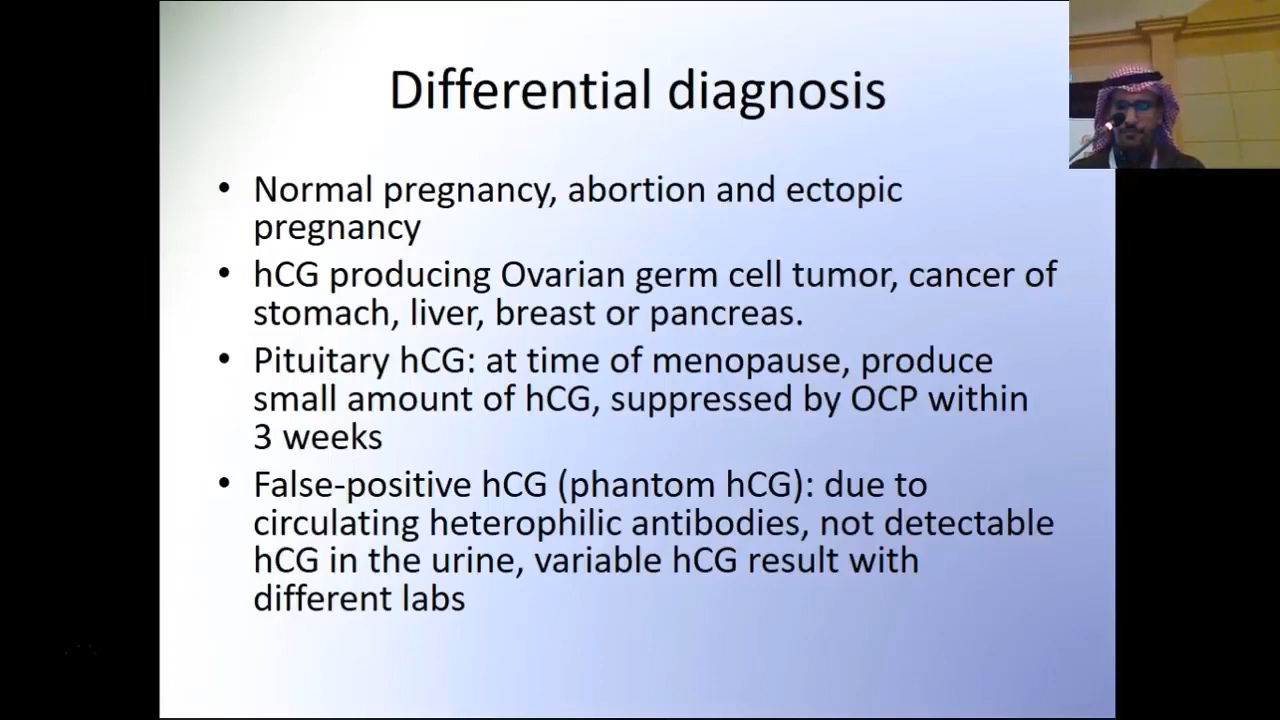 Differential diagnosis
• Normal pregnancy, abortion and ectopic
pregnancy
• hCG producing Ovarian germ cell tumor, cancer of
stomach, liver, breast or pancreas.
• Pituitary hCG: at time of menopause, produce
small amount of hCG, suppressed by OCP within
3 weeks
• False-positive hCG (phantom hCG): due to
circulating heterophilic antibodies, not detectable
hCG in the urine, variable hCG result with
different labs